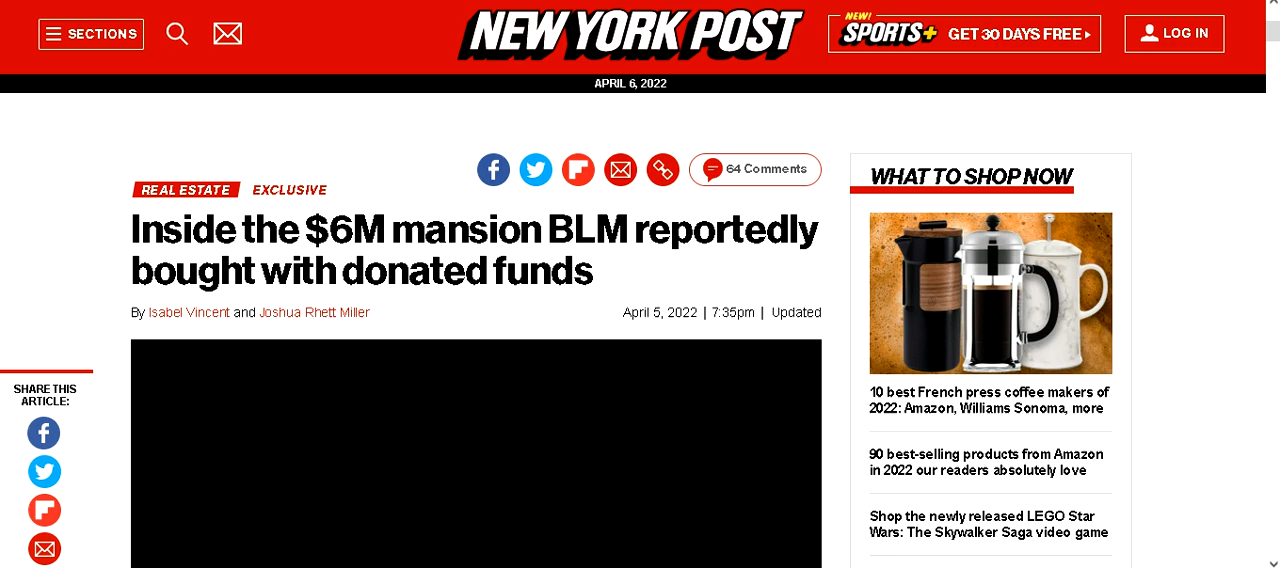 SECTIONS
NEW YORK POST
NEW!
SPORTS+
GET 30 DAYS FREE
LOG IN
APRIL 6, 2022
64 Comments
REAL ESTATE
EXCLUSIVE
Inside the $6M mansion BLM reportedly
bought with donated funds
By Isabel Vincent and Joshua Rhett Miller
April 5, 2022 | 7:35pm | Updated
SHARE THIS
ARTICLE:
WHAT TO SHOP NOW
10 best French press coffee makers of
2022: Amazon, Williams Sonoma, more
90 best-selling products from Amazon
in 2022 our readers absolutely love
Shop the newly released LEGO Star
Wars: The Skywalker Saga video game